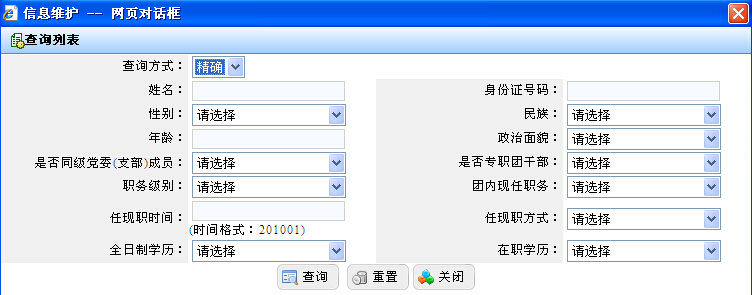 信息维护 -- 网页对话框
查询列表
查询方式： 精确
姓名： 身份证号码：
性别： 请选择 民族： 请选择
年龄： 政治面貌： 请选择
是否同级党委(支部)成员： 请选择 是否专职团干部： 请选择
职务级别： 请选择 团内现任职务： 请选择
任现职时间： 任现职方式： 请选择
(时间格式：201001)
全日制学历： 请选择 在职学历： 请选择
查询 重置 关闭